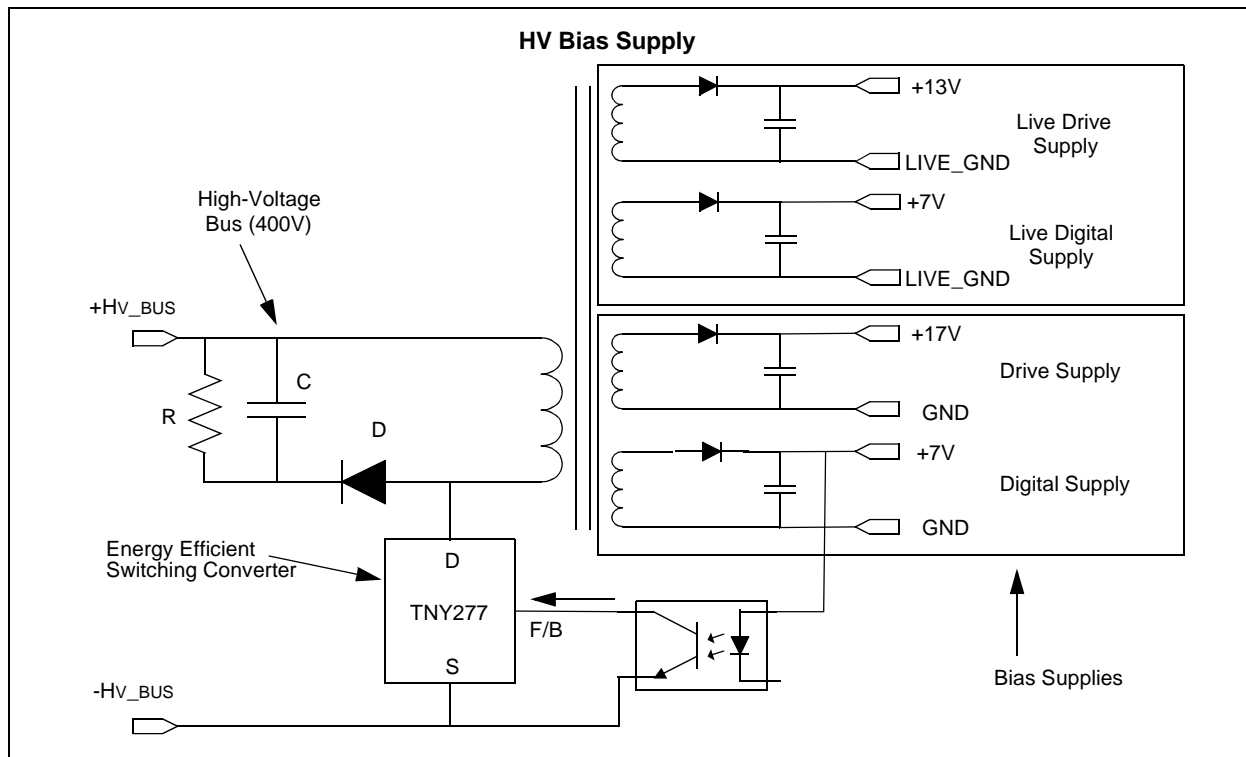 HV Bias Supply
+13V
Live Drive
Supply
LIVE_GND
High-Voltage
Bus (400V)
+7V
Live Digital
Supply
LIVE_GND
+HV_BUS
+17V
R
C
Drive Supply
D
GND
+7V
Digital Supply
GND
Energy Efficient
Switching Converter
D
TNY277
F/B
S
-HV_BUS
Bias Supplies